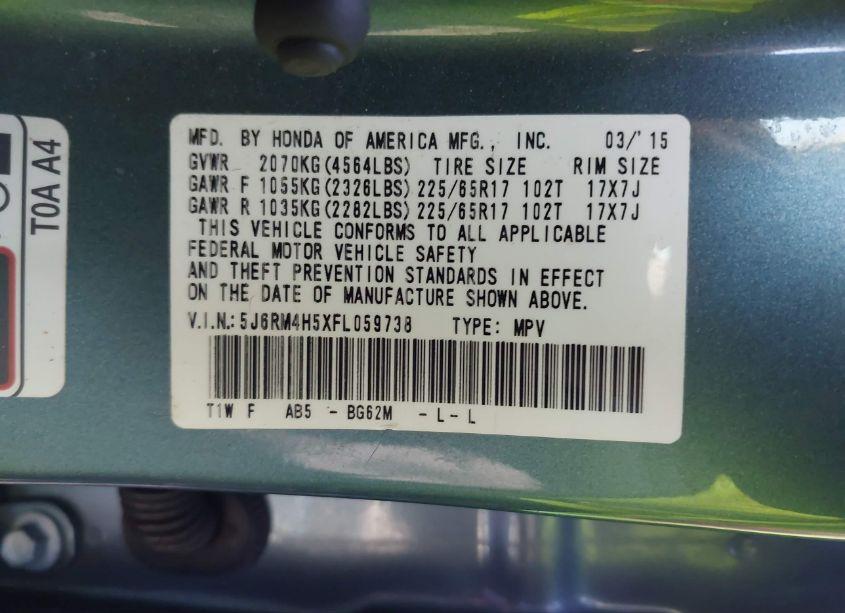 MFD. BY HONDA OF AMERICA MFG., INC. 03/'15
GVWR 2070KG(4564LBS) TIRE SIZE RIM SIZE
GAWR F 1055KG(2326LBS) 225/65R17 102T 17X7J
GAWR R 1035KG(2282LBS) 225/65R17 102T 17X7J
THIS VEHICLE CONFORMS TO ALL APPLICABLE
FEDERAL MOTOR VEHICLE SAFETY
AND THEFT PREVENTION STANDARDS IN EFFECT
ON THE DATE OF MANUFACTURE SHOWN ABOVE.
V.I.N.: 5J6RM4H5XFL059738 TYPE: MPV
T1W F AB5 - BG62M - L - L
T0A A4